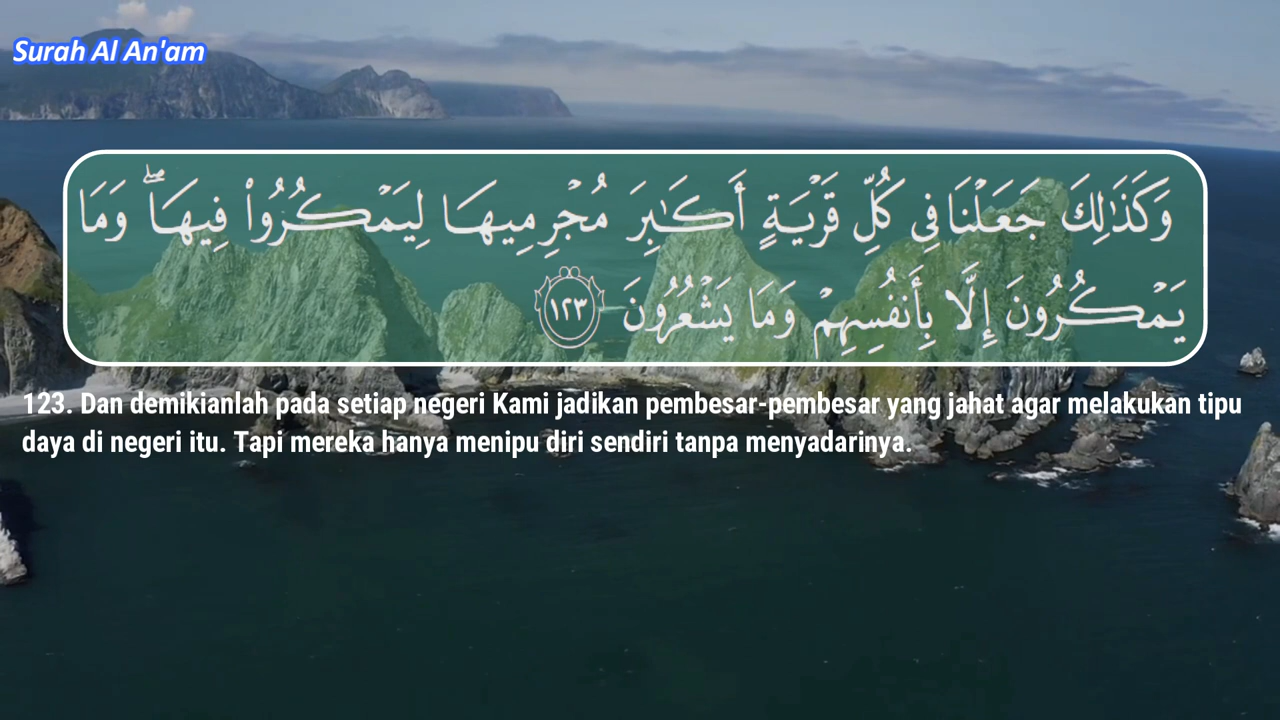 Surah Al An'am
وَكَذَٰلِكَ جَعَلْنَا فِى كُلِّ قَرْيَةٍ أَكَـٰبِرَ مُجْرِمِيهَا لِيَمْكُرُوا۟ فِيهَا ۖ وَمَا
يَمْكُرُونَ إِلَّا بِأَنفُسِهِمْ وَمَا يَشْعُرُونَ ١٢٣
123. Dan demikianlah pada setiap negeri Kami jadikan pembesar-pembesar yang jahat agar melakukan tipu
daya di negeri itu. Tapi mereka hanya menipu diri sendiri tanpa menyadarinya.